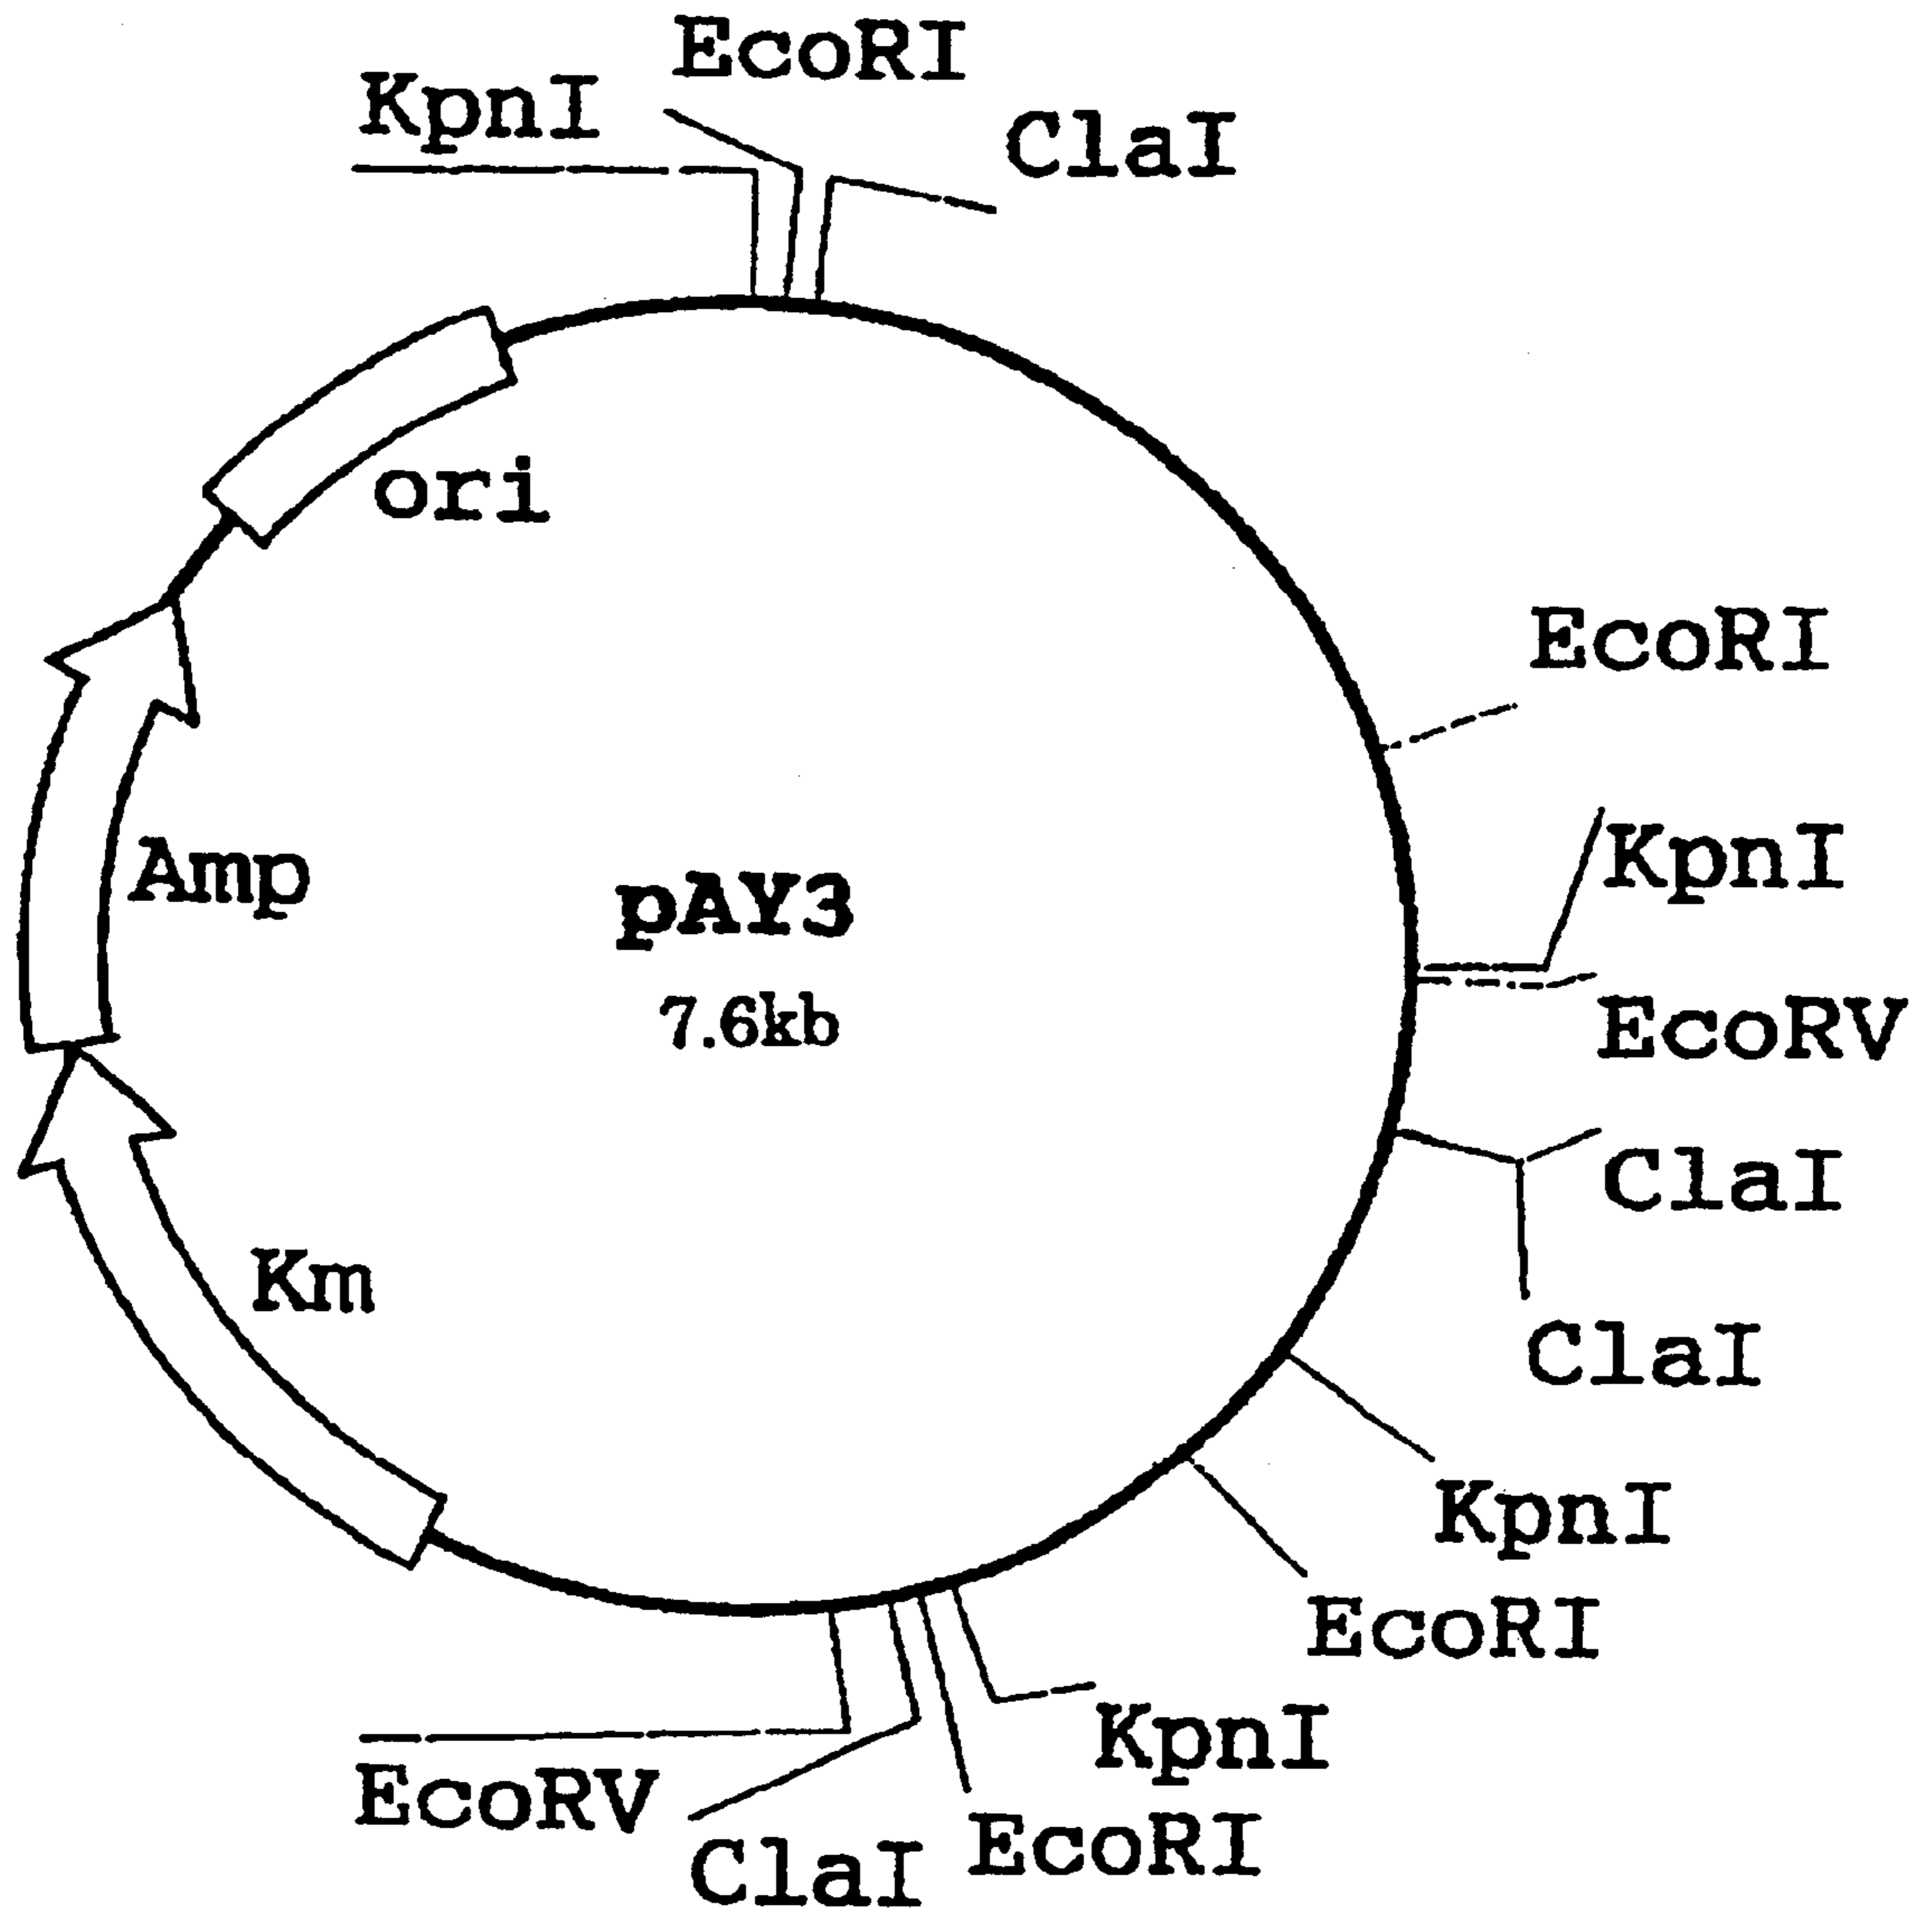 EcoRI
KpnI
ClaI
ori
EcoRI
KpnI
Amp
pAY3
7.6kb
EcoRV
ClaI
Km
ClaI
KpnI
EcoRI
KpnI
EcoRV
EcoRI
ClaI